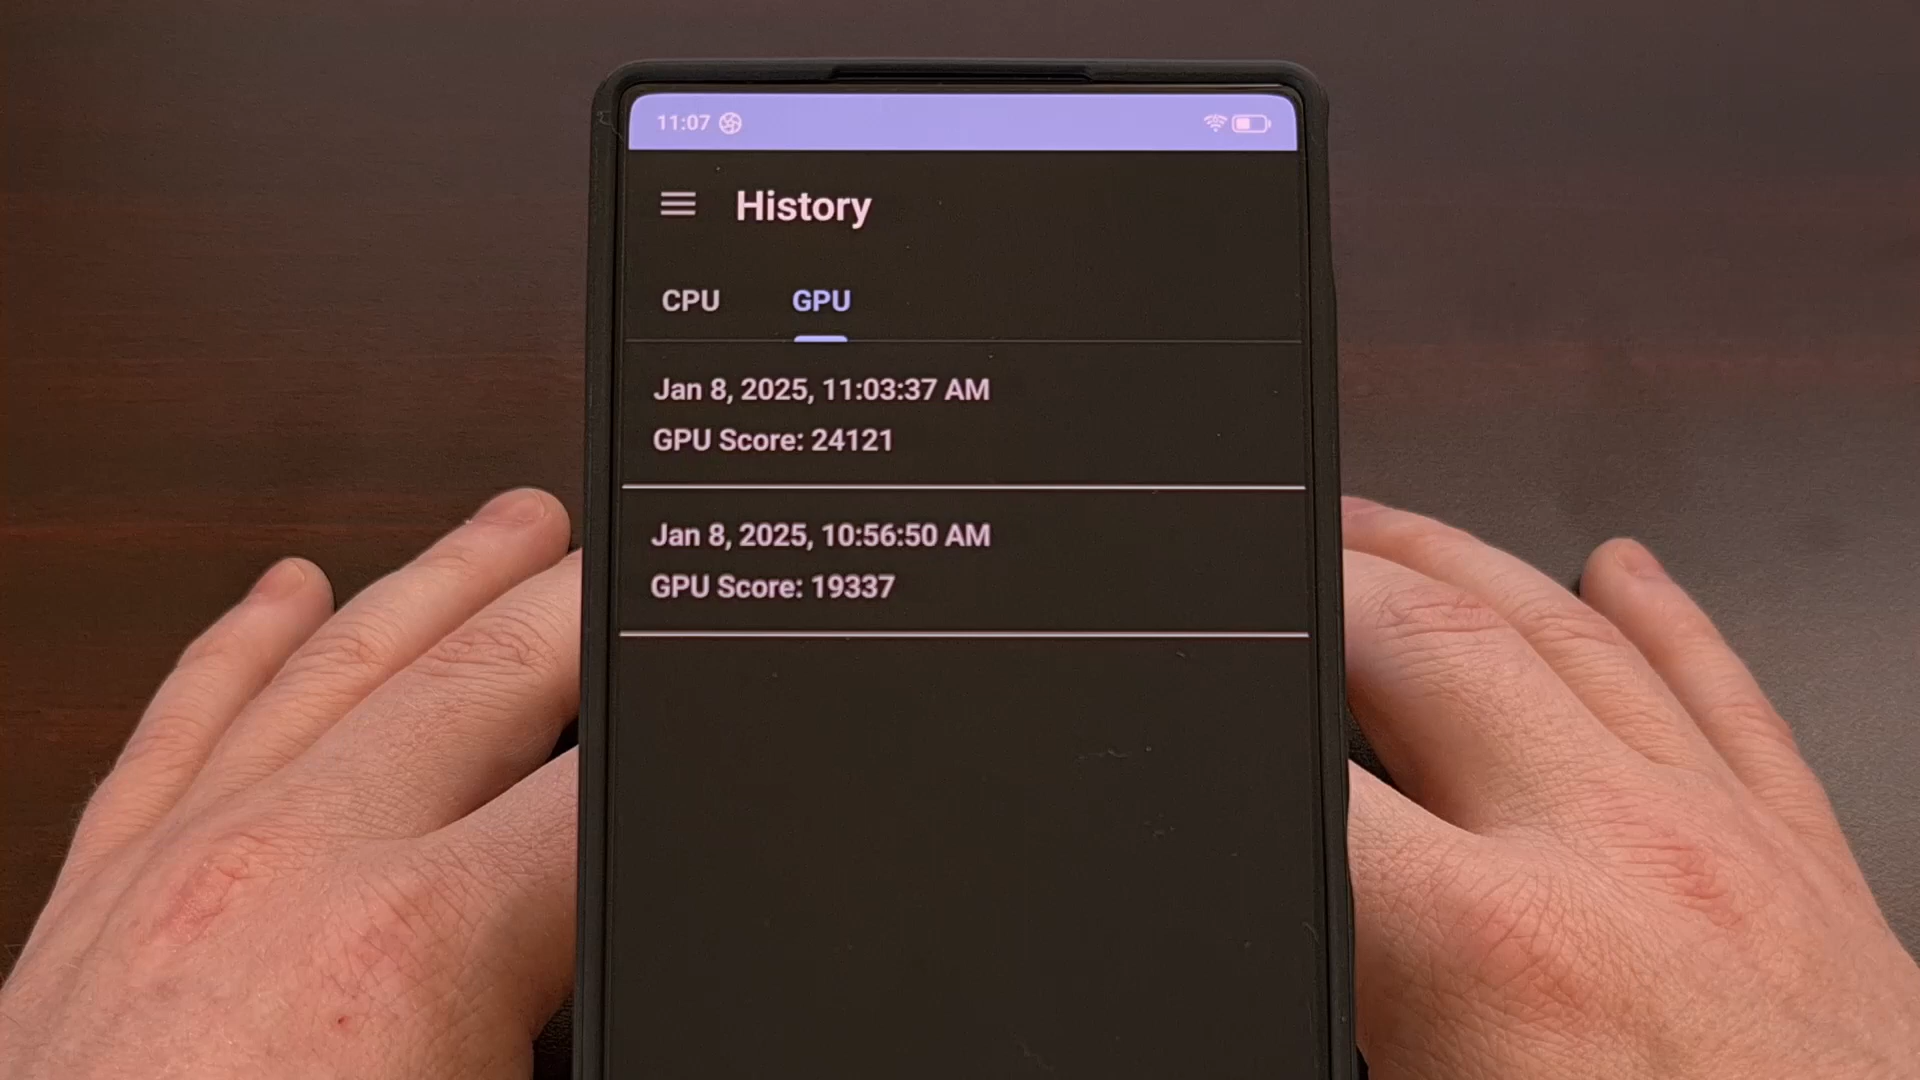 11:07
History
CPU GPU
Jan 8, 2025, 11:03:37 AM
GPU Score: 24121
Jan 8, 2025, 10:56:50 AM
GPU Score: 19337